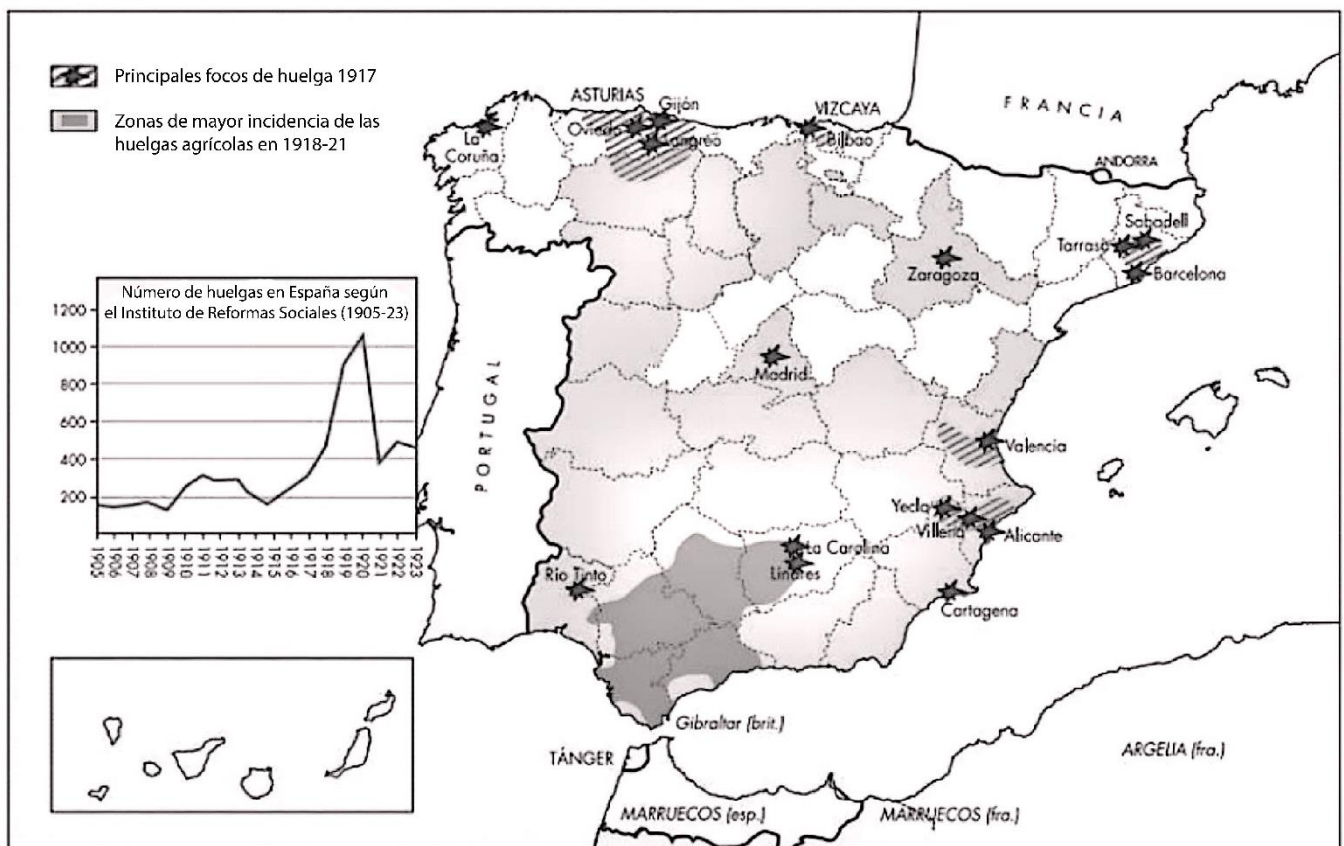 Principales focos de huelga 1917
Zonas de mayor incidencia de las
huelgas agrícolas en 1918-21
ASTURIAS
Gijón
Oviedo
Langreo
La
Coruña
VIZCAYA
Bilbao
FRANCIA
ANDORRA
Sabadell
Tarrasa
Barcelona
Zaragoza
Madrid
PORTUGAL
Valencia
Yecla
Villena
Alicante
La Carolina
Linares
Río Tinto
Cartagena
Número de huelgas en España según
el Instituto de Reformas Sociales (1905-23)
1200
1000
800
600
400
200
1905
1906
1907
1908
1909
1910
1911
1912
1913
1914
1915
1916
1917
1918
1919
1920
1921
1922
1923
Gibraltar (brit.)
TÁNGER
ARGELIA (fra.)
MARRUECOS (esp.)
MARRUECOS (fra.)